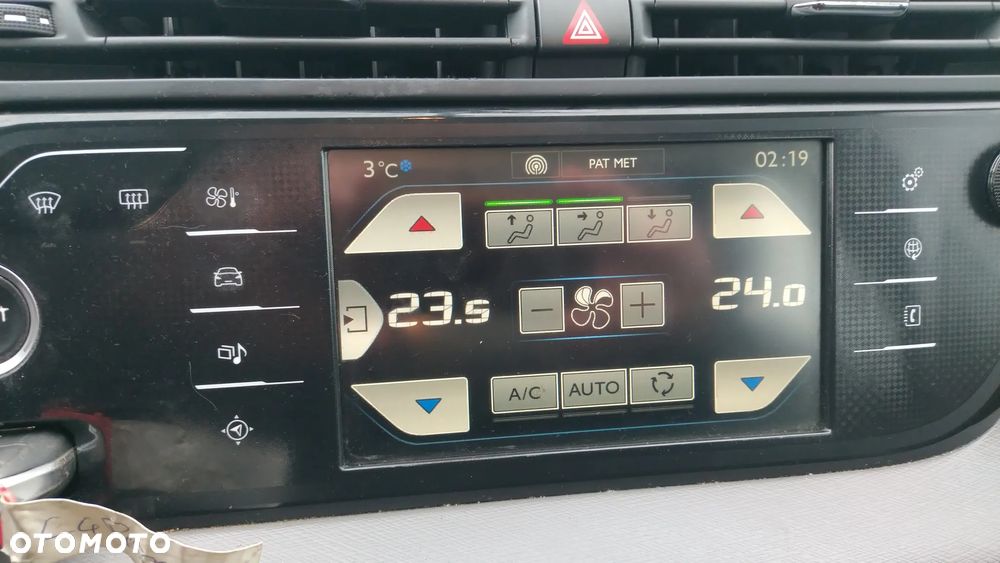 3°C PAT MET 02:19
23.5 24.0
A/C AUTO
OTOMOTO